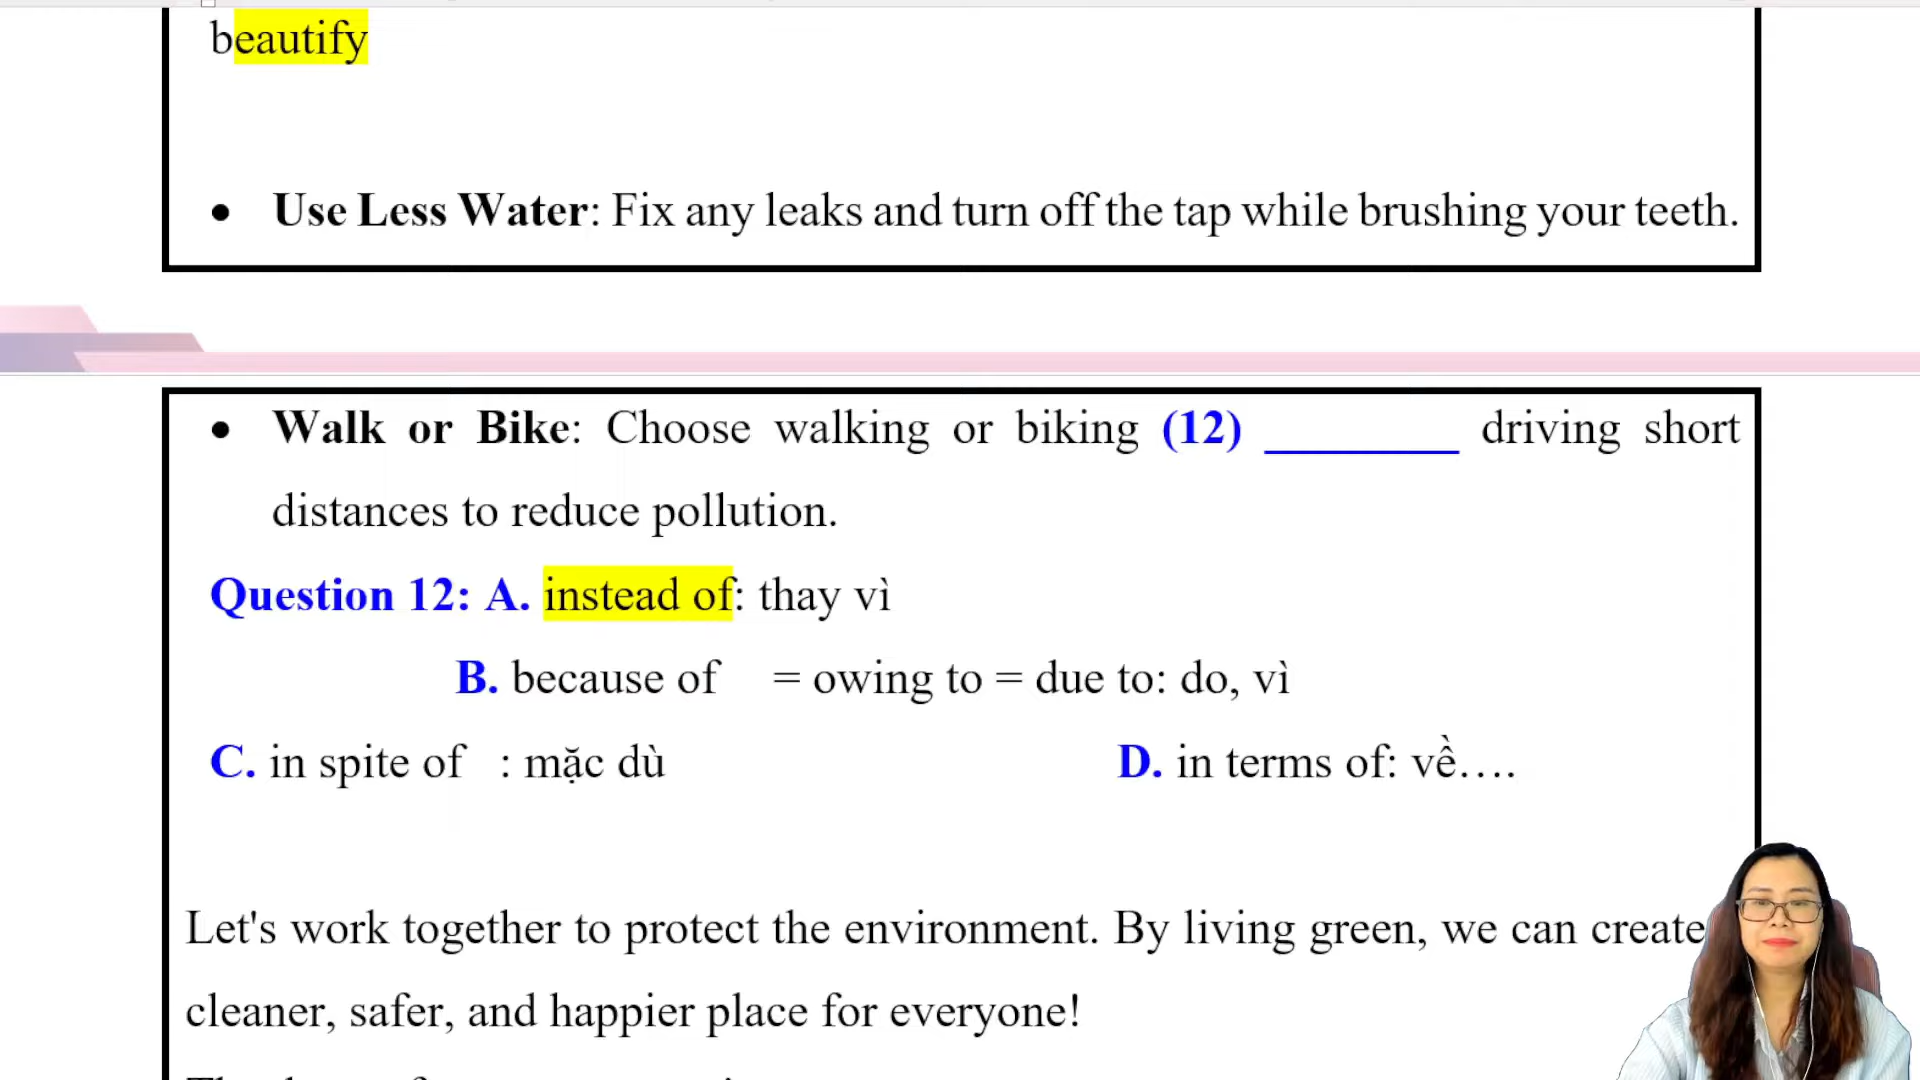 beautify
• Use Less Water: Fix any leaks and turn off the tap while brushing your teeth.
• Walk or Bike: Choose walking or biking (12) ________ driving short
distances to reduce pollution.
Question 12: A. instead of: thay vì
B. because of = owing to = due to: do, vì
C. in spite of : mặc dù D. in terms of: về….
Let's work together to protect the environment. By living green, we can create
cleaner, safer, and happier place for everyone!